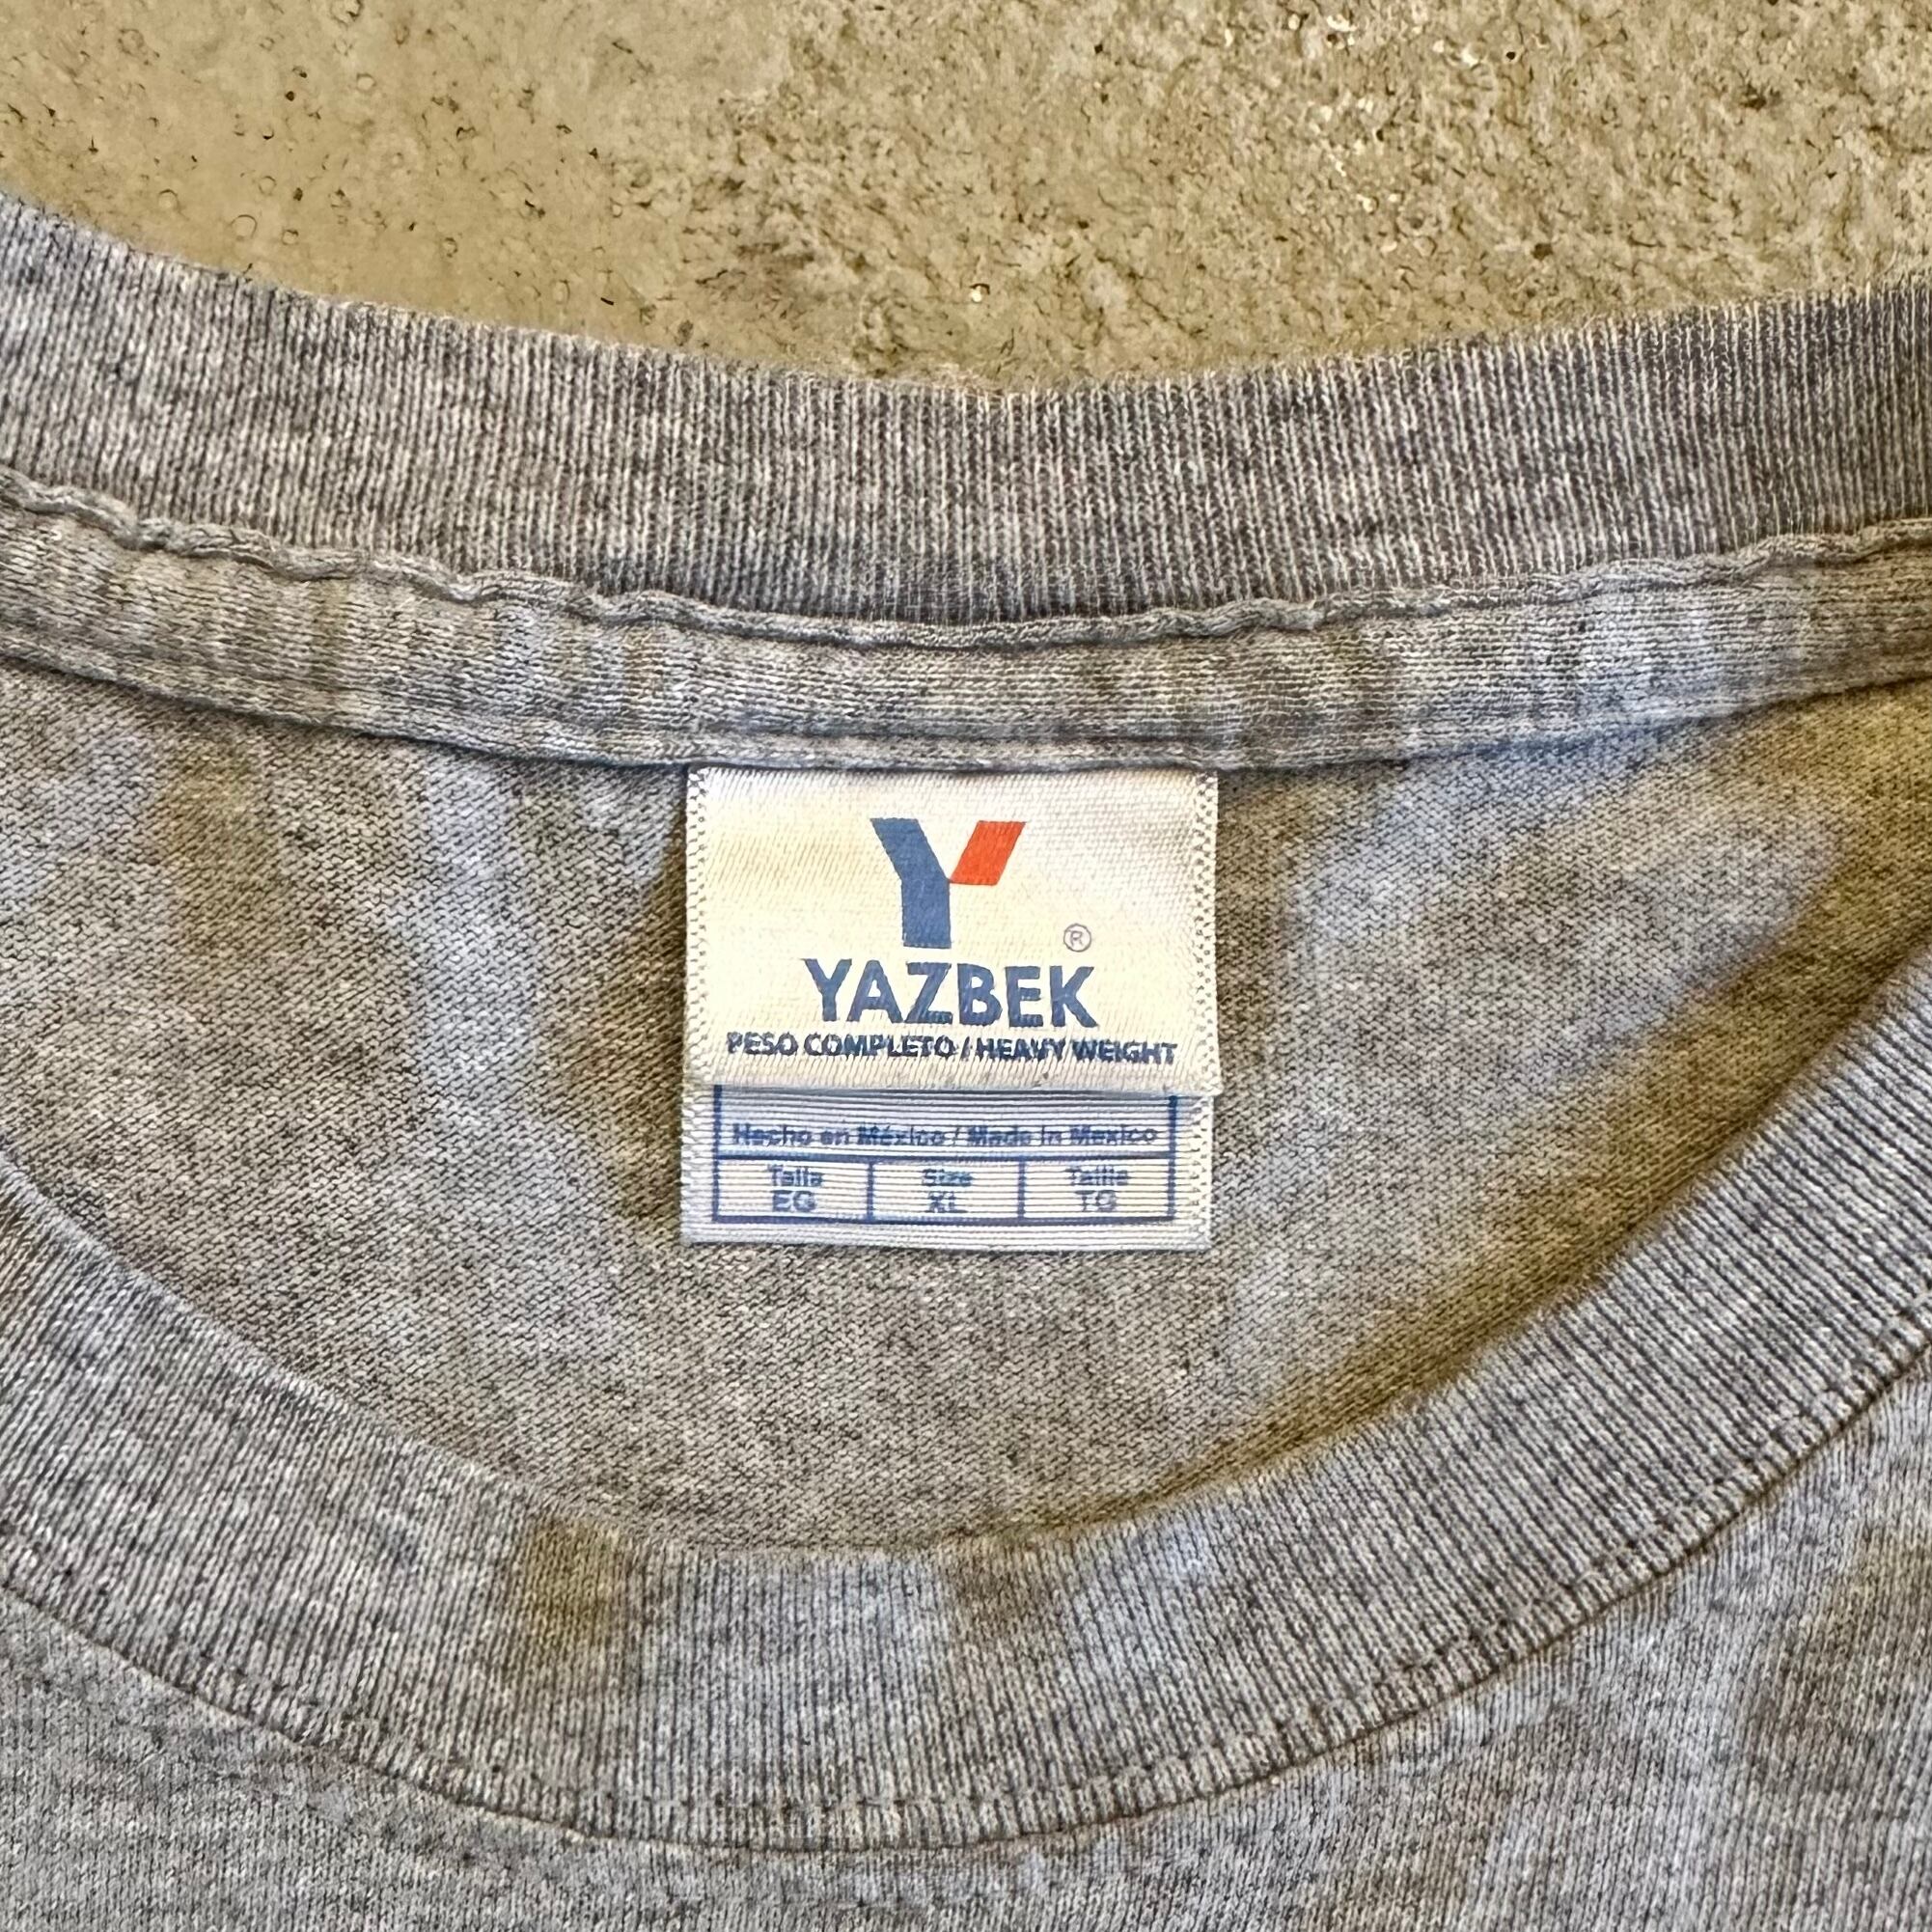 Y
®
YAZBEK
PESO COMPLETO / HEAVY WEIGHT
Hecho en México / Made in Mexico
Talla Size Taille
EG XL TG